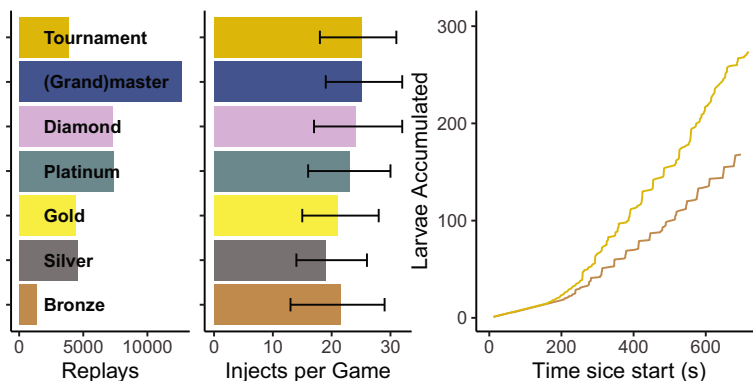 Tournament
(Grand)master
Diamond
Platinum
Gold
Silver
Bronze
0 5000 10000
Replays
0 10 20 30
Injects per Game
Larvae Accumulated
300
200
100
0
0 200 400 600
Time sice start (s)